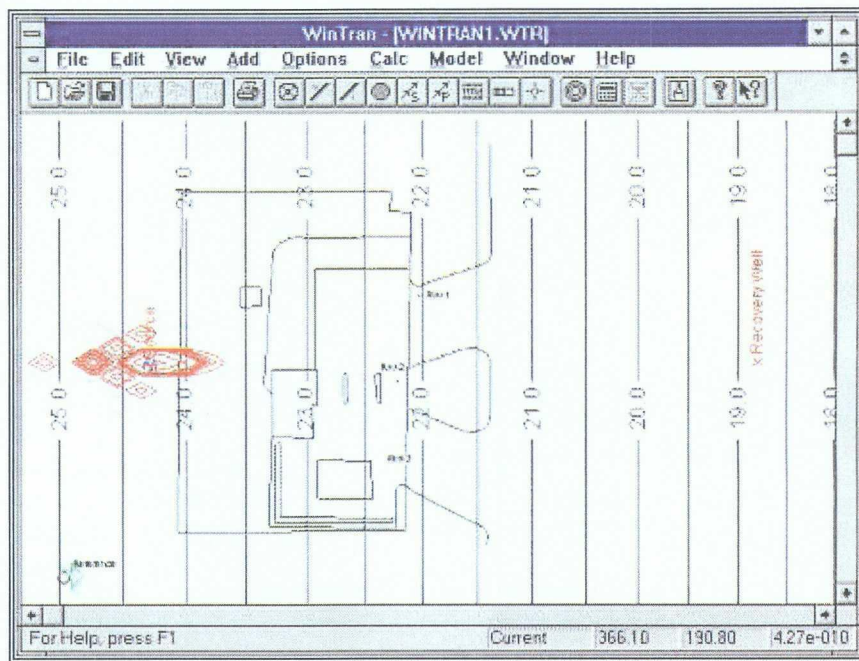 WinTran - [WINTRAN1.WTR]
File Edit View Add Options Calc Model Window Help
25.0 24.0 23.0 22.0 21.0 20.0 19.0 18.0
Recovery Well
x
25.0 24.0 23.0 22.0 21.0 20.0 19.0 18.0
For Help, press F1 Current 366.10 190.80 4.27e-010